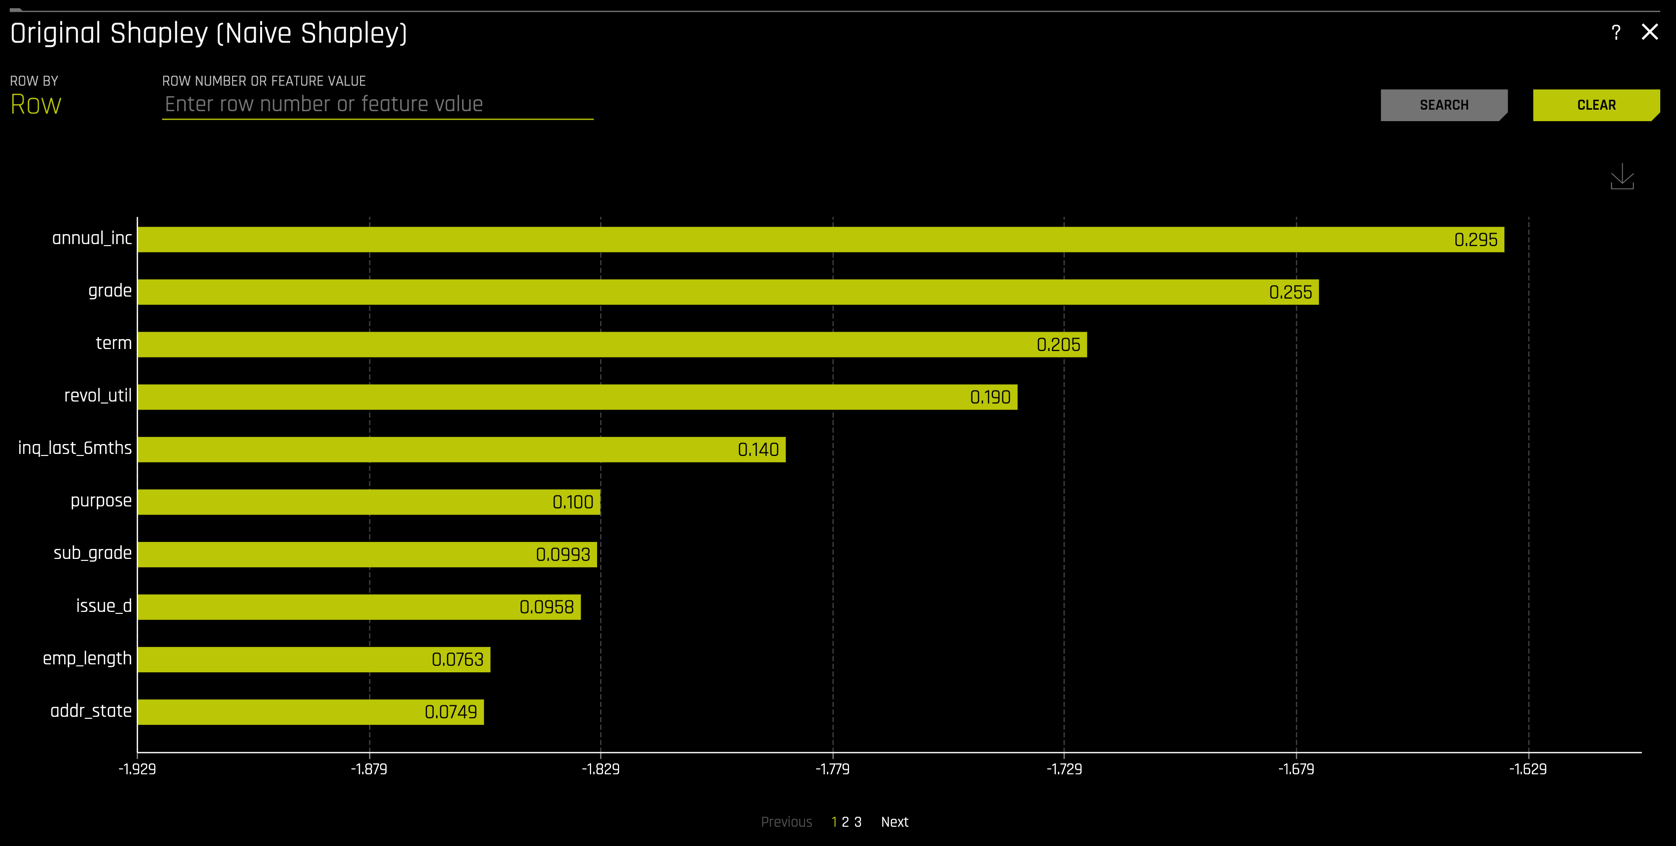 Original Shapley (Naive Shapley)
?
ROW BY
ROW NUMBER OR FEATURE VALUE
Row
Enter row number or feature value
SEARCH
CLEAR
annual_inc 0.295
grade 0.255
term 0.205
revol_util 0.190
inq_last_6mths 0.140
purpose 0.100
sub_grade 0.0993
issue_d 0.0958
emp_length 0.0763
addr_state 0.0749
-1.929 -1.879 -1.829 -1.779 -1.729 -1.679 -1.629
Previous 1 2 3 Next